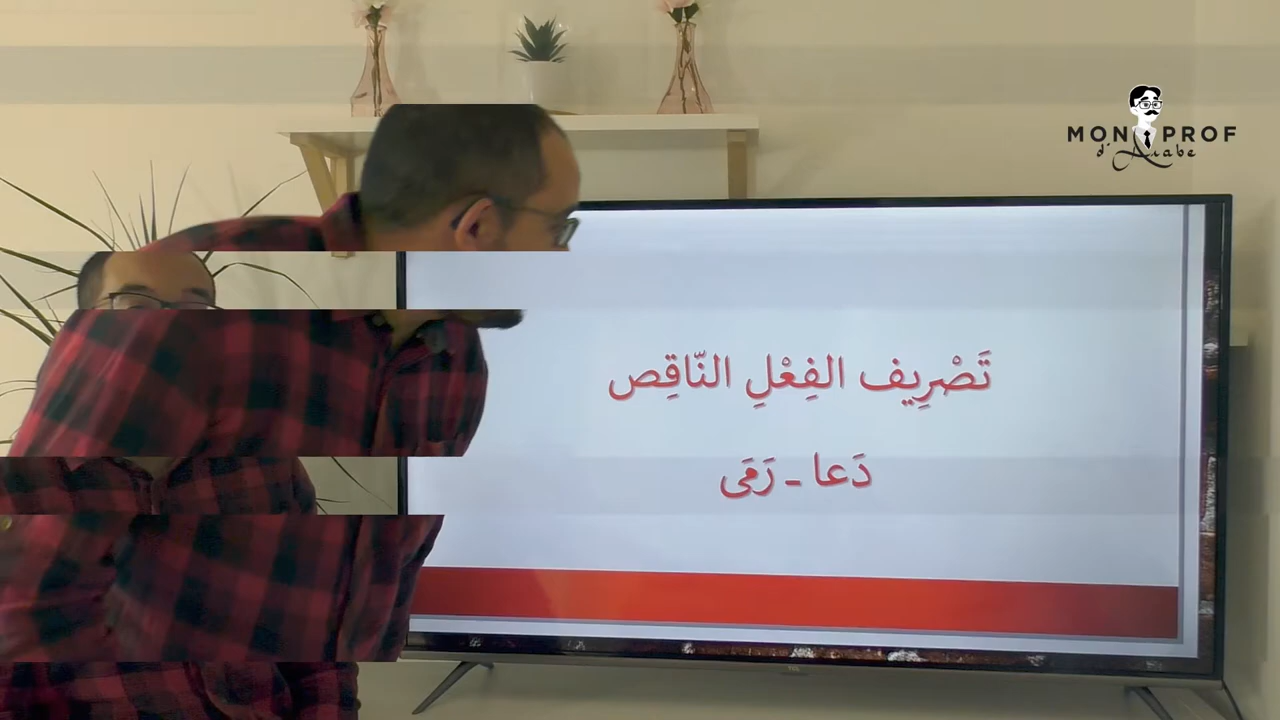 MON PROF
d'Arabe
تَصْرِيف الفِعْلِ النّاقِص
دَعا - رَمَى